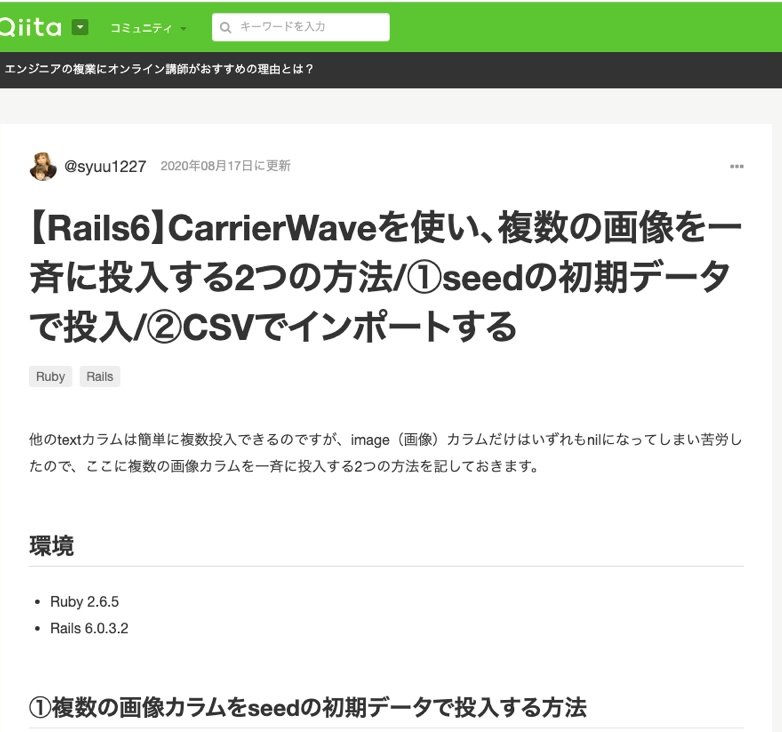 Qiita コミュニティ キーワードを入力
エンジニアの複業にオンライン講師がおすすめの理由とは？
@syuu1227 2020年08月17日に更新
【Rails6】CarrierWaveを使い、複数の画像を一
斉に投入する2つの方法/①seedの初期データ
で投入/②CSVでインポートする
Ruby Rails
他のtextカラムは簡単に複数投入できるのですが、image（画像）カラムだけはいずれもnilになってしまい苦労し
たので、ここに複数の画像カラムを一斉に投入する2つの方法を記しておきます。
環境
• Ruby 2.6.5
• Rails 6.0.3.2
①複数の画像カラムをseedの初期データで投入する方法